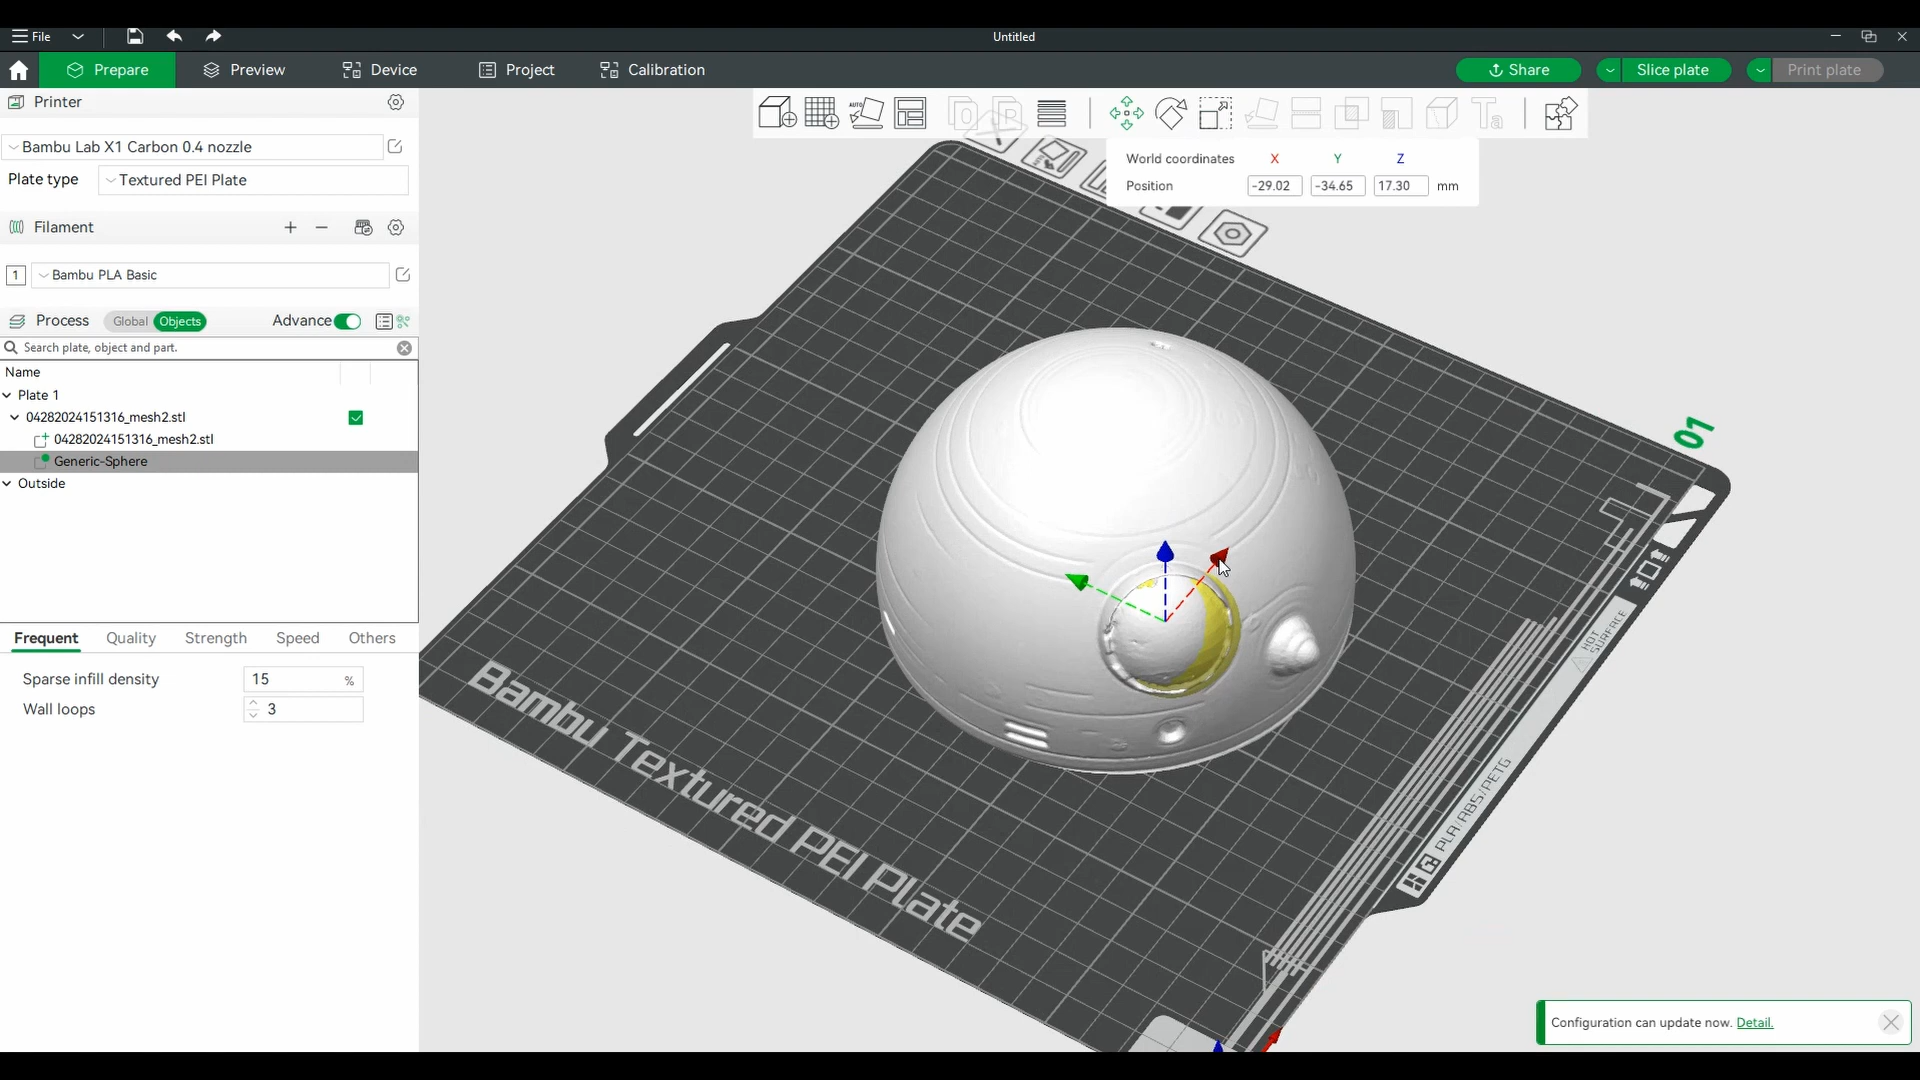 File
Untitled
Prepare
Preview
Device
Project
Calibration
Share
Slice plate
Print plate
Printer
Bambu Lab X1 Carbon 0.4 nozzle
Plate type
Textured PEI Plate
Filament
1
Bambu PLA Basic
Process
Global
Objects
Advance
Search plate, object and part.
Name
Plate 1
04282024151316_mesh2.stl
04282024151316_mesh2.stl
Generic-Sphere
Outside
Frequent
Quality
Strength
Speed
Others
Sparse infill density
15
%
Wall loops
3
AUTO
Ta
World coordinates
X
Y
Z
Position
-29.02
-34.65
17.30
mm
01
HOT
SURFACE
PLA/ABS/PETG
Bambu Textured PEI Plate
Configuration can update now. Detail.